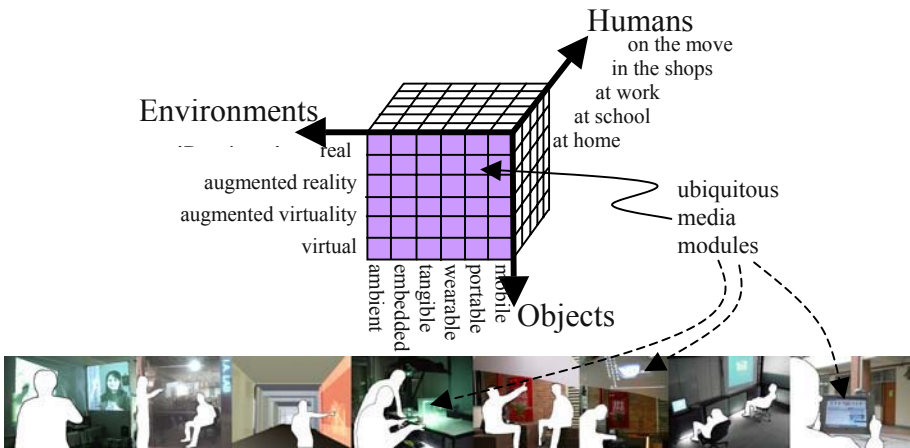 Humans
on the move
in the shops
at work
at school
at home
Environments
real
augmented reality
augmented virtuality
virtual
ambient
embedded
tangible
wearable
portable
mobile
Objects
ubiquitous
media
modules